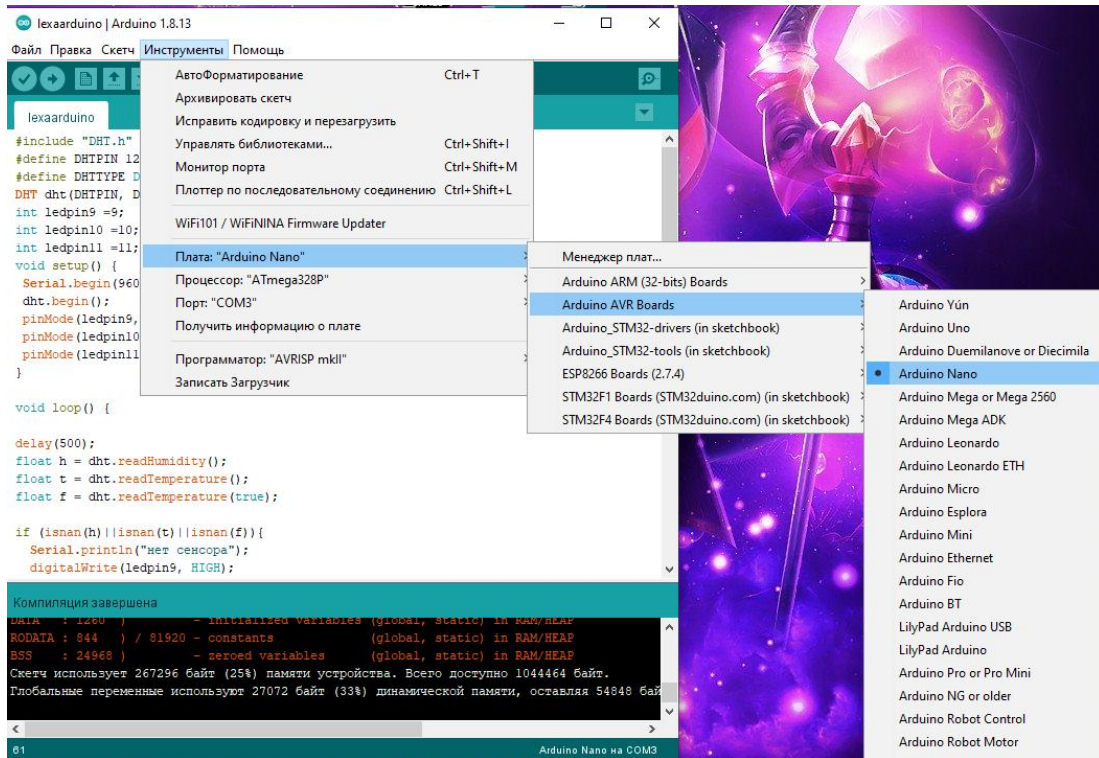 lexaarduino | Arduino 1.8.13
Файл Правка Скетч Инструменты Помощь
АвтоФорматирование Ctrl+T
Архивировать скетч
Исправить кодировку и перезагрузить
Управлять библиотеками... Ctrl+Shift+I
Монитор порта Ctrl+Shift+M
Плоттер по последовательному соединению Ctrl+Shift+L
WiFi101 / WiFiNINA Firmware Updater
Плата: "Arduino Nano"
Процессор: "ATmega328P"
Порт: "COM3"
Получить информацию о плате
Программатор: "AVRISP mkII"
Записать Загрузчик
Менеджер плат...
Arduino ARM (32-bits) Boards
Arduino AVR Boards
Arduino_STM32-drivers (in sketchbook)
Arduino_STM32-tools (in sketchbook)
ESP8266 Boards (2.7.4)
STM32F1 Boards (STM32duino.com) (in sketchbook)
STM32F4 Boards (STM32duino.com) (in sketchbook)
Arduino Yún
Arduino Uno
Arduino Duemilanove or Diecimila
Arduino Nano
Arduino Mega or Mega 2560
Arduino Mega ADK
Arduino Leonardo
Arduino Leonardo ETH
Arduino Micro
Arduino Esplora
Arduino Mini
Arduino Ethernet
Arduino Fio
Arduino BT
LilyPad Arduino USB
LilyPad Arduino
Arduino Pro or Pro Mini
Arduino NG or older
Arduino Robot Control
Arduino Robot Motor
lexaarduino
#include "DHT.h"
#define DHTPIN 12
#define DHTTYPE D
DHT dht(DHTPIN, D
int ledpin9 =9;
int ledpin10 =10;
int ledpin11 =11;
void setup() {
Serial.begin(960
dht.begin();
pinMode(ledpin9,
pinMode(ledpin10
pinMode(ledpin11
}
void loop() {
delay(500);
float h = dht.readHumidity();
float t = dht.readTemperature();
float f = dht.readTemperature(true);
if (isnan(h)||isnan(t)||isnan(f)){
Serial.println("нет сенсора");
digitalWrite(ledpin9, HIGH);
Компиляция завершена
DATA : 1260 ) - initialized variables (global, static) in RAM/HEAP
RODATA : 844 ) / 81920 - constants (global, static) in RAM/HEAP
BSS : 24968 ) - zeroed variables (global, static) in RAM/HEAP
Скетч использует 267296 байт (25%) памяти устройства. Всего доступно 1044464 байт.
Глобальные переменные используют 27072 байт (33%) динамической памяти, оставляя 54848 бай
61 Arduino Nano на COM3